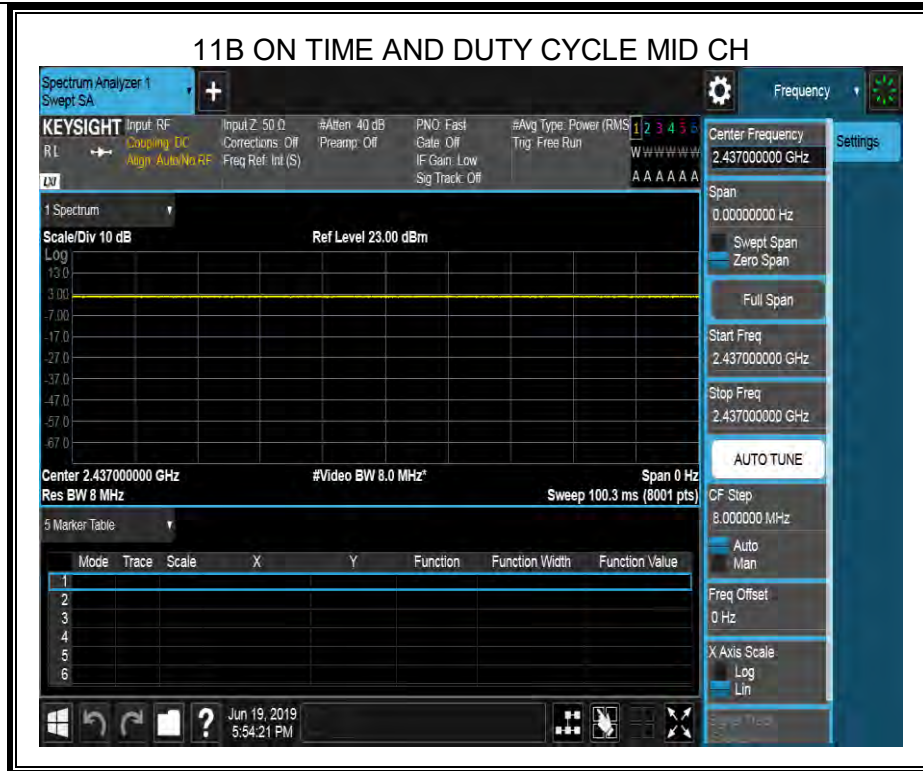 11B ON TIME AND DUTY CYCLE MID CH
Spectrum Analyzer 1
Swept SA
+
Frequency
KEYSIGHT
RL
LXI
Input: RF
Coupling: DC
Align: Auto/No RF
Input Z: 50 Ω
Corrections: Off
Freq Ref: Int (S)
#Atten: 40 dB
Preamp: Off
PNO: Fast
Gate: Off
IF Gain: Low
Sig Track: Off
#Avg Type: Power (RMS
Trig: Free Run
1 2 3 4 5 6
W W W W W W
A A A A A A
Center Frequency
2.437000000 GHz
Settings
Span
0.00000000 Hz
Swept Span
Zero Span
Full Span
Start Freq
2.437000000 GHz
Stop Freq
2.437000000 GHz
AUTO TUNE
CF Step
8.000000 MHz
Auto
Man
Freq Offset
0 Hz
X Axis Scale
Log
Lin
1 Spectrum
Scale/Div 10 dB
Ref Level 23.00 dBm
Log
13.0
3.00
-7.00
-17.0
-27.0
-37.0
-47.0
-57.0
-67.0
Center 2.437000000 GHz
#Video BW 8.0 MHz*
Span 0 Hz
Res BW 8 MHz
Sweep 100.3 ms (8001 pts)
5 Marker Table
Mode Trace Scale X Y Function Function Width Function Value
1
2
3
4
5
6
?
Jun 19, 2019
5:54:21 PM